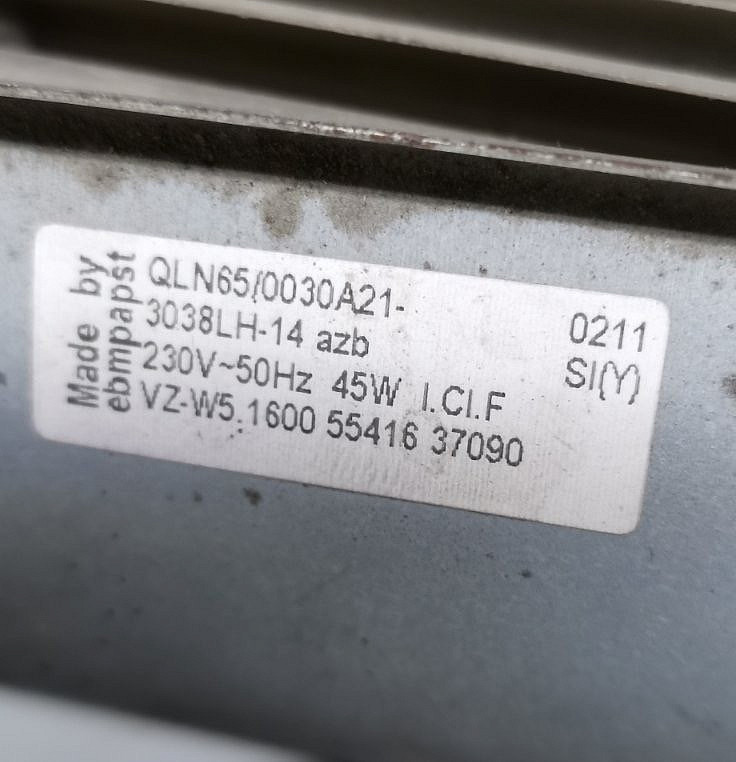 Made by
ebmpapst
QLN65/0030A21-
3038LH-14 azb
230V~50Hz 45W I.Cl.F
VZ-W5.1600 55416 37090
0211
SI(Y)